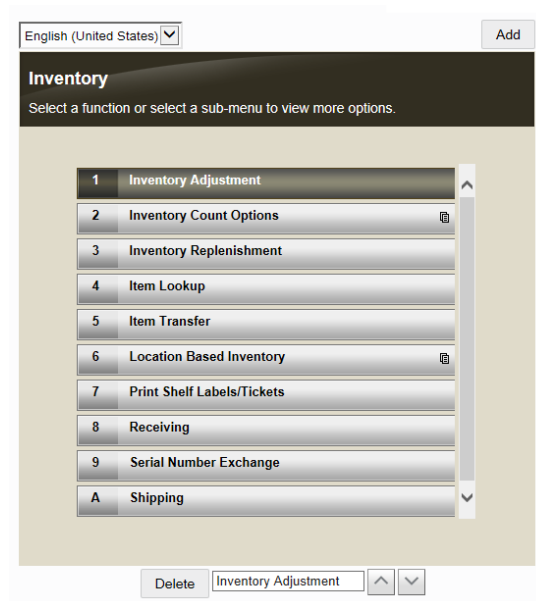 English (United States)
Add
Inventory
Select a function or select a sub-menu to view more options.
1 Inventory Adjustment
2 Inventory Count Options
3 Inventory Replenishment
4 Item Lookup
5 Item Transfer
6 Location Based Inventory
7 Print Shelf Labels/Tickets
8 Receiving
9 Serial Number Exchange
A Shipping
Delete Inventory Adjustment